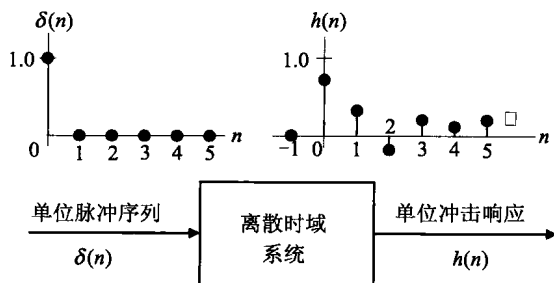 δ(n)
1.0
0 1 2 3 4 5 n
h(n)
1.0
2
-1 0 1 3 4 5 n
单位脉冲序列
δ(n)
离散时域
系统
单位冲击响应
h(n)